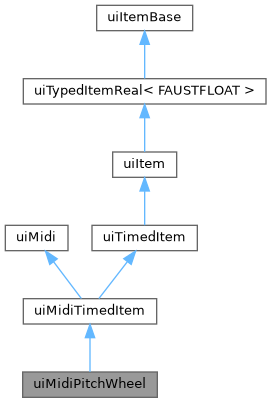 uiItemBase
uiTypedItemReal< FAUSTFLOAT >
uiItem
uiMidi
uiTimedItem
uiMidiTimedItem
uiMidiPitchWheel